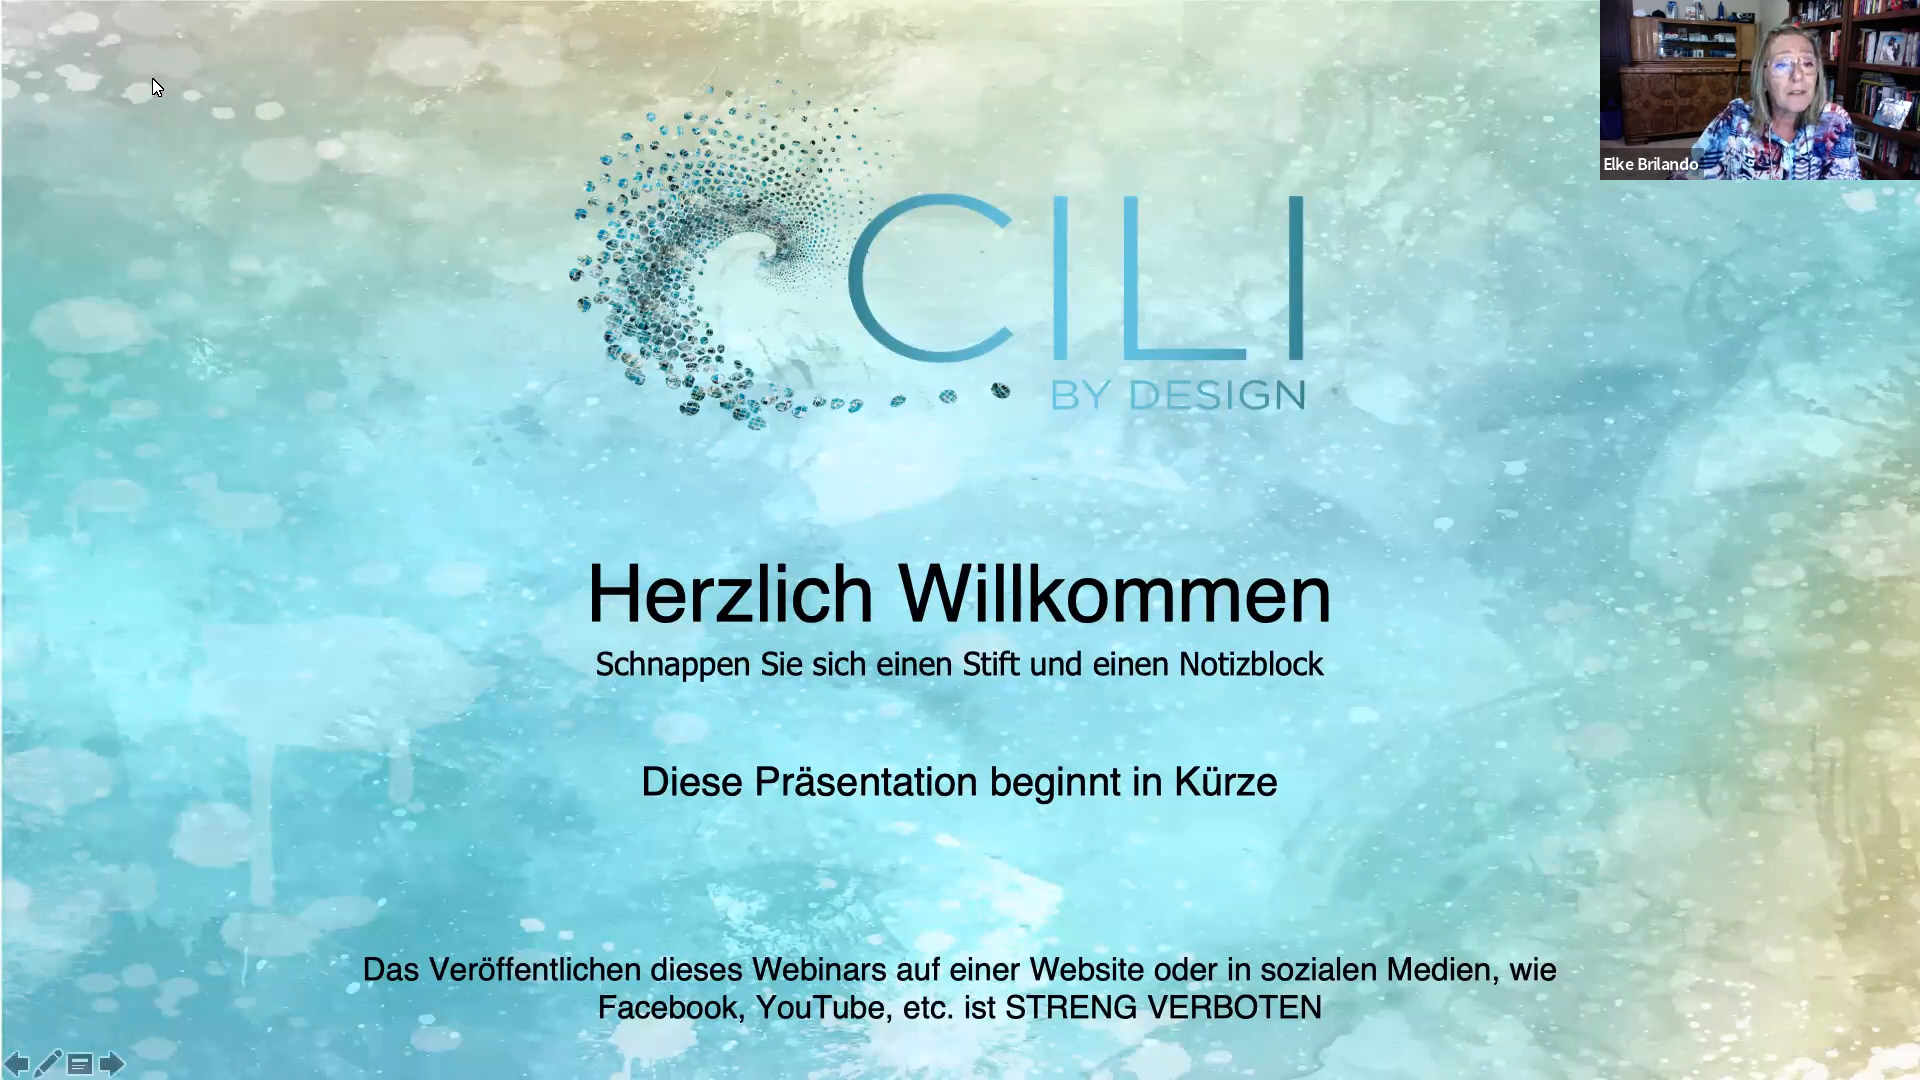 Elke Brilando
CILI
BY DESIGN
Herzlich Willkommen
Schnappen Sie sich einen Stift und einen Notizblock
Diese Präsentation beginnt in Kürze
Das Veröffentlichen dieses Webinars auf einer Website oder in sozialen Medien, wie
Facebook, YouTube, etc. ist STRENG VERBOTEN